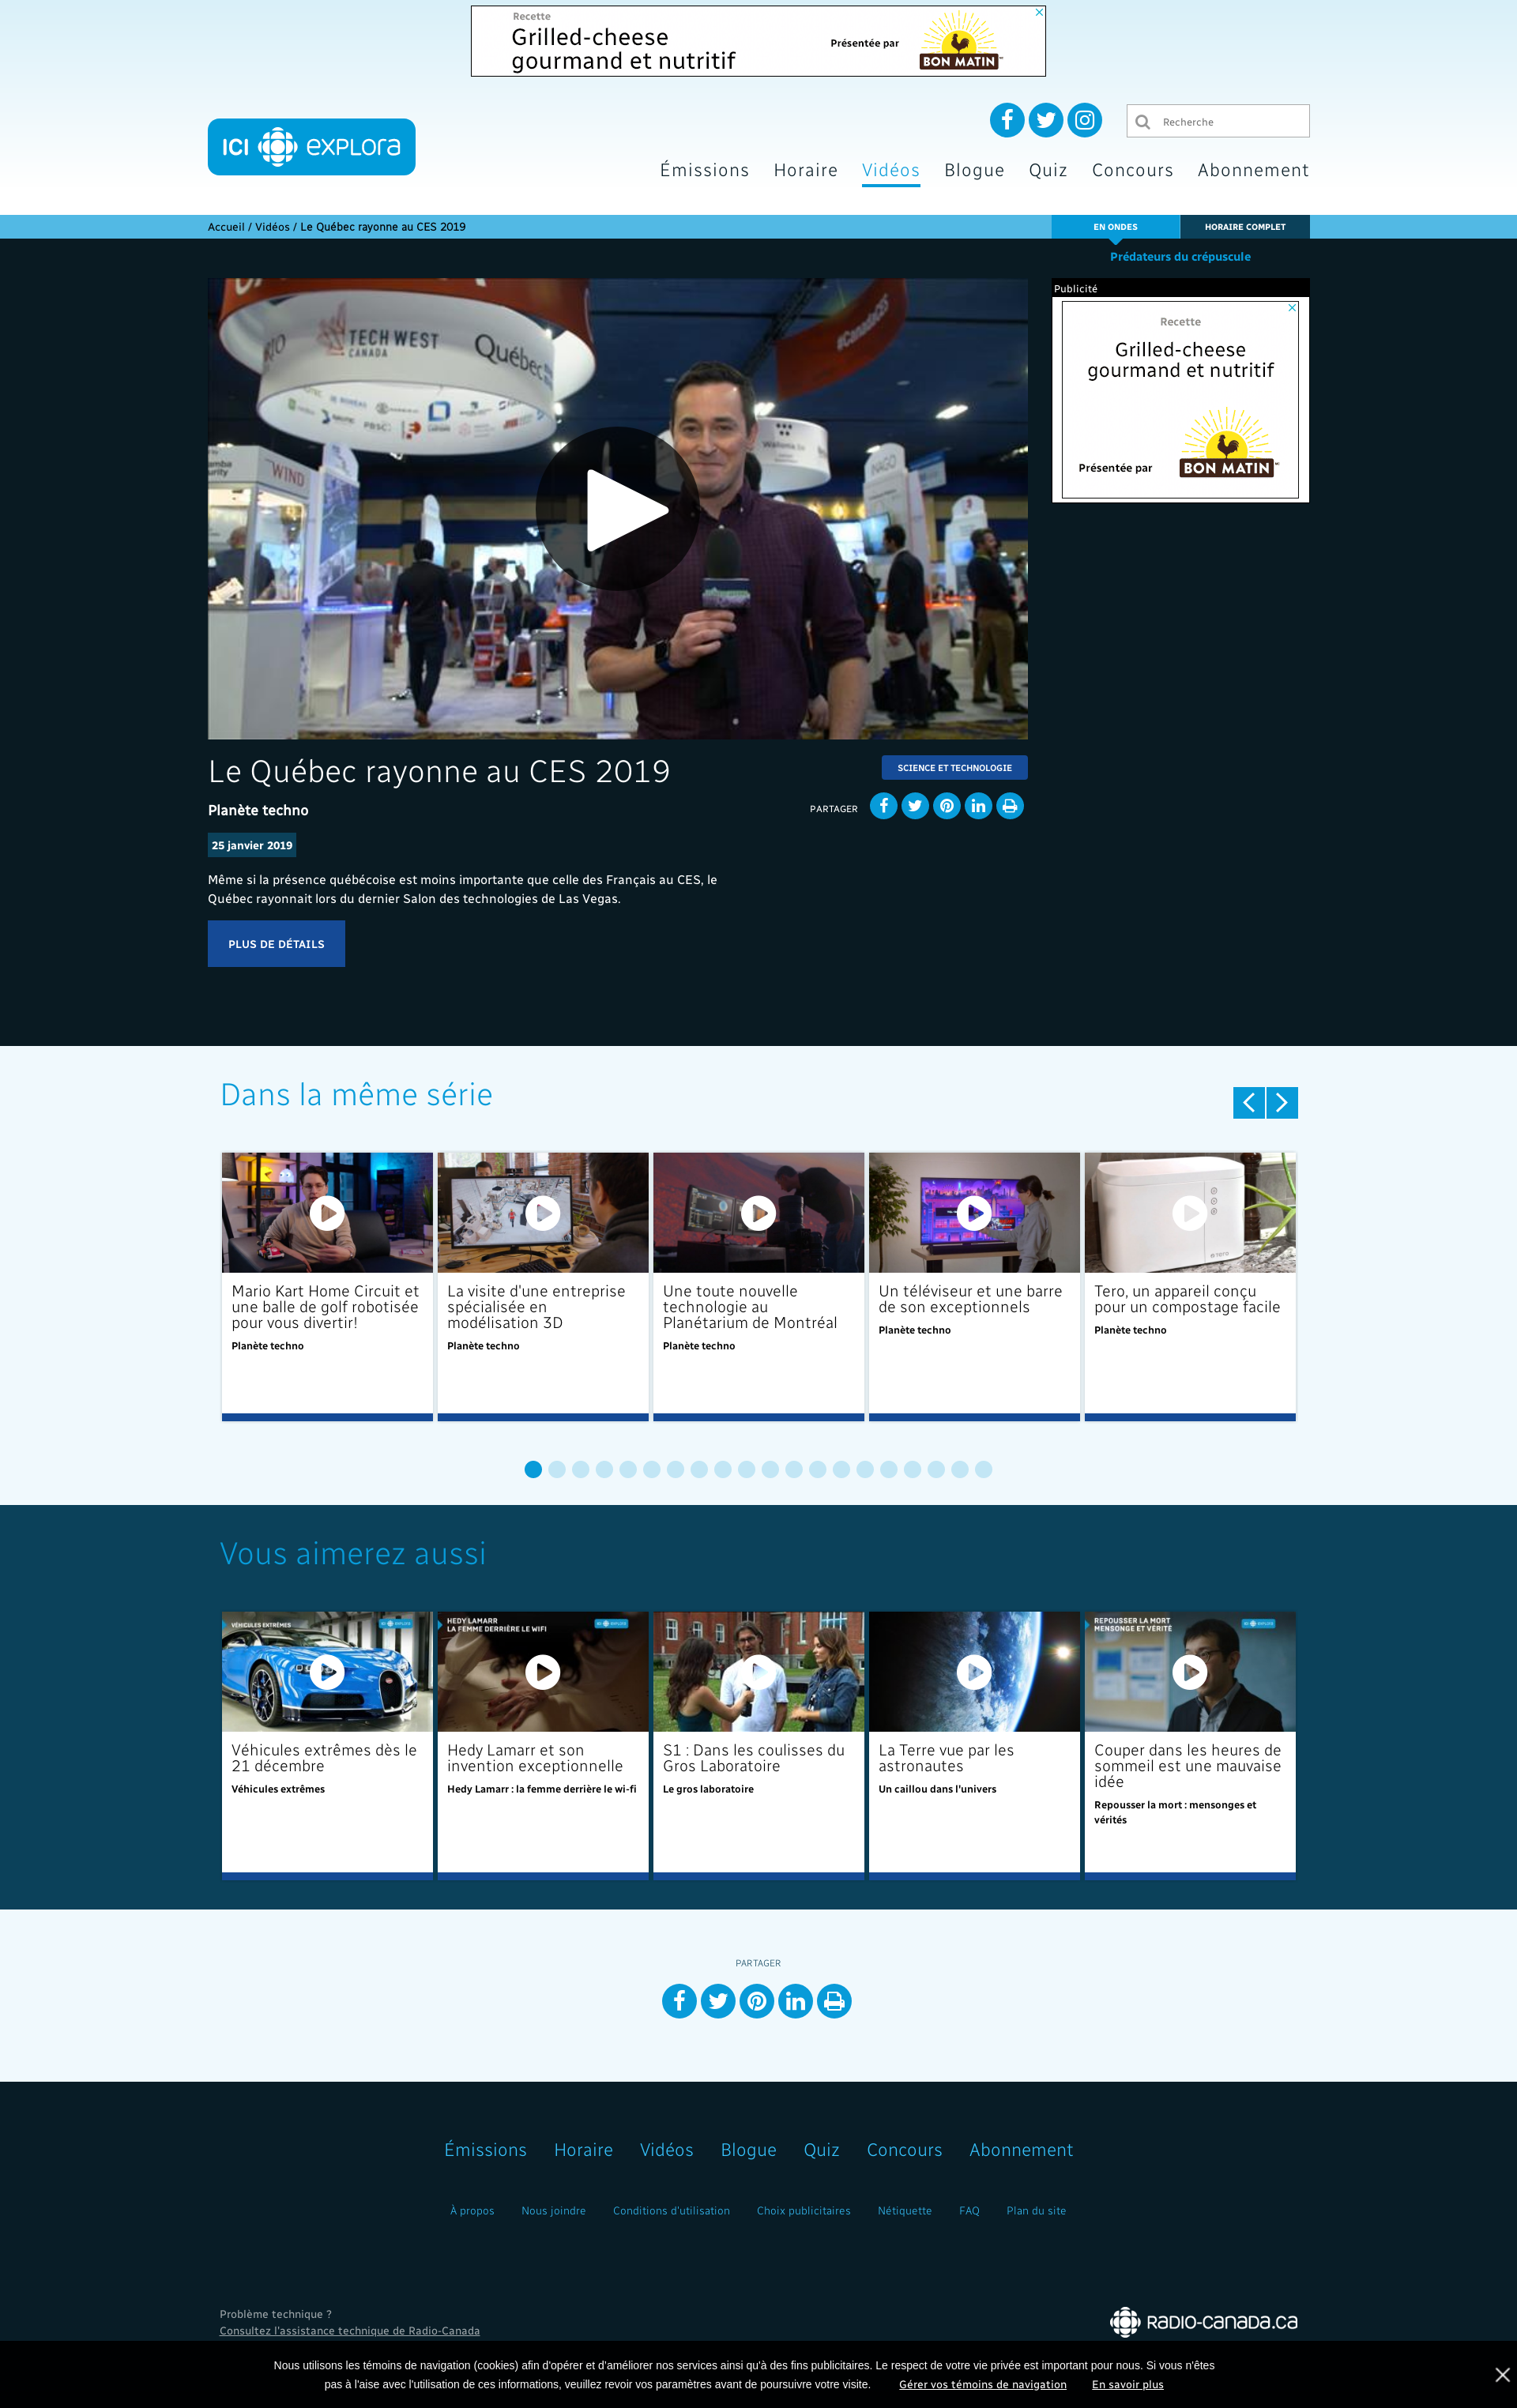 Recette
Grilled-cheese
gourmand et nutritif
Présentée par
BON MATIN
ICI explora
Recherche
Émissions Horaire Vidéos Blogue Quiz Concours Abonnement
Accueil / Vidéos / Le Québec rayonne au CES 2019
EN ONDES
HORAIRE COMPLET
Prédateurs du crépuscule
Publicité
Recette
Grilled-cheese
gourmand et nutritif
Présentée par
BON MATIN
TECH WEST
CANADA
Québec
#CanadaCES
WIND
Le Québec rayonne au CES 2019
SCIENCE ET TECHNOLOGIE
Planète techno
PARTAGER
25 janvier 2019
Même si la présence québécoise est moins importante que celle des Français au CES, le
Québec rayonnait lors du dernier Salon des technologies de Las Vegas.
PLUS DE DÉTAILS
Dans la même série
Mario Kart Home Circuit et
une balle de golf robotisée
pour vous divertir!
Planète techno
La visite d'une entreprise
spécialisée en
modélisation 3D
Planète techno
Une toute nouvelle
technologie au
Planétarium de Montréal
Planète techno
Un téléviseur et une barre
de son exceptionnels
Planète techno
Tero, un appareil conçu
pour un compostage facile
Planète techno
Vous aimerez aussi
VÉHICULES EXTRÊMES
Véhicules extrêmes dès le
21 décembre
Véhicules extrêmes
HEDY LAMARR
LA FEMME DERRIÈRE LE WIFI
Hedy Lamarr et son
invention exceptionnelle
Hedy Lamarr : la femme derrière le wi-fi
S1 : Dans les coulisses du
Gros Laboratoire
Le gros laboratoire
La Terre vue par les
astronautes
Un caillou dans l'univers
REPOUSSER LA MORT
MENSONGE ET VÉRITÉ
Couper dans les heures de
sommeil est une mauvaise
idée
Repousser la mort : mensonges et
vérités
PARTAGER
Émissions Horaire Vidéos Blogue Quiz Concours Abonnement
À propos Nous joindre Conditions d'utilisation Choix publicitaires Nétiquette FAQ Plan du site
Problème technique ?
Consultez l'assistance technique de Radio-Canada
RADIO-CANADA.CA
Nous utilisons les témoins de navigation (cookies) afin d'opérer et d'améliorer nos services ainsi qu'à des fins publicitaires. Le respect de votre vie privée est important pour nous. Si vous n'êtes
pas à l'aise avec l'utilisation de ces informations, veuillez revoir vos paramètres avant de poursuivre votre visite. Gérer vos témoins de navigation En savoir plus